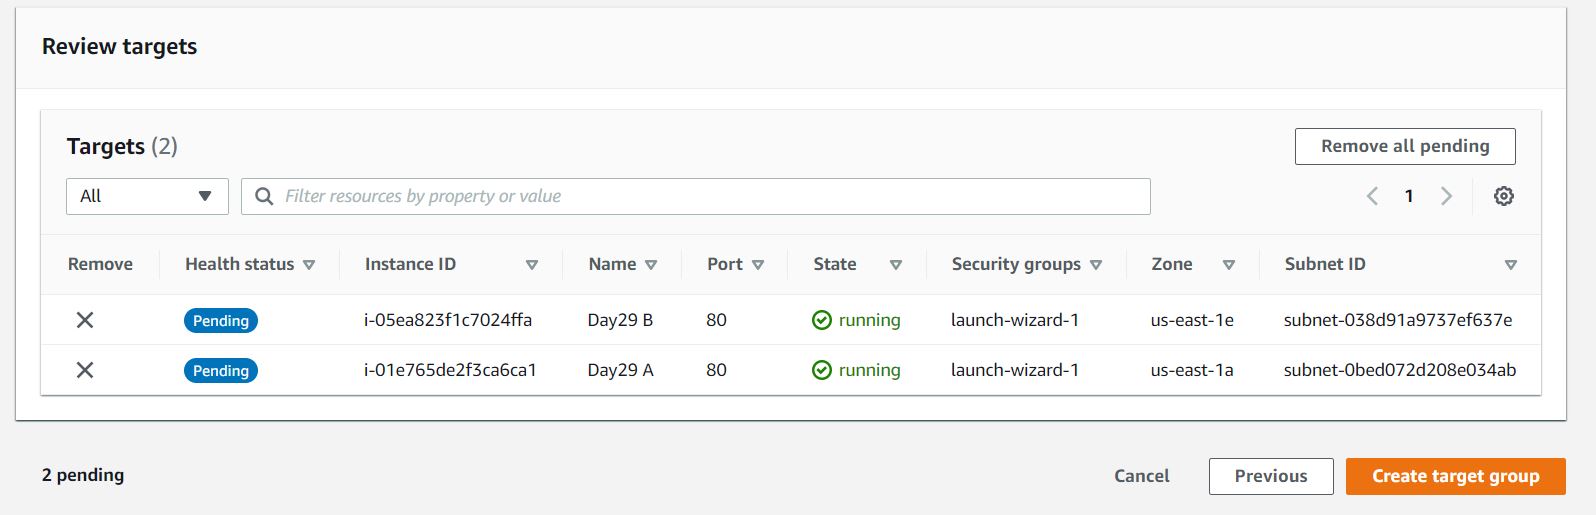 Review targets
Targets (2)
Remove all pending
All
Filter resources by property or value
1
Remove Health status Instance ID Name Port State Security groups Zone Subnet ID
Pending i-05ea823f1c7024ffa Day29 B 80 running launch-wizard-1 us-east-1e subnet-038d91a9737ef637e
Pending i-01e765de2f3ca6ca1 Day29 A 80 running launch-wizard-1 us-east-1a subnet-0bed072d208e034ab
2 pending
Cancel Previous Create target group